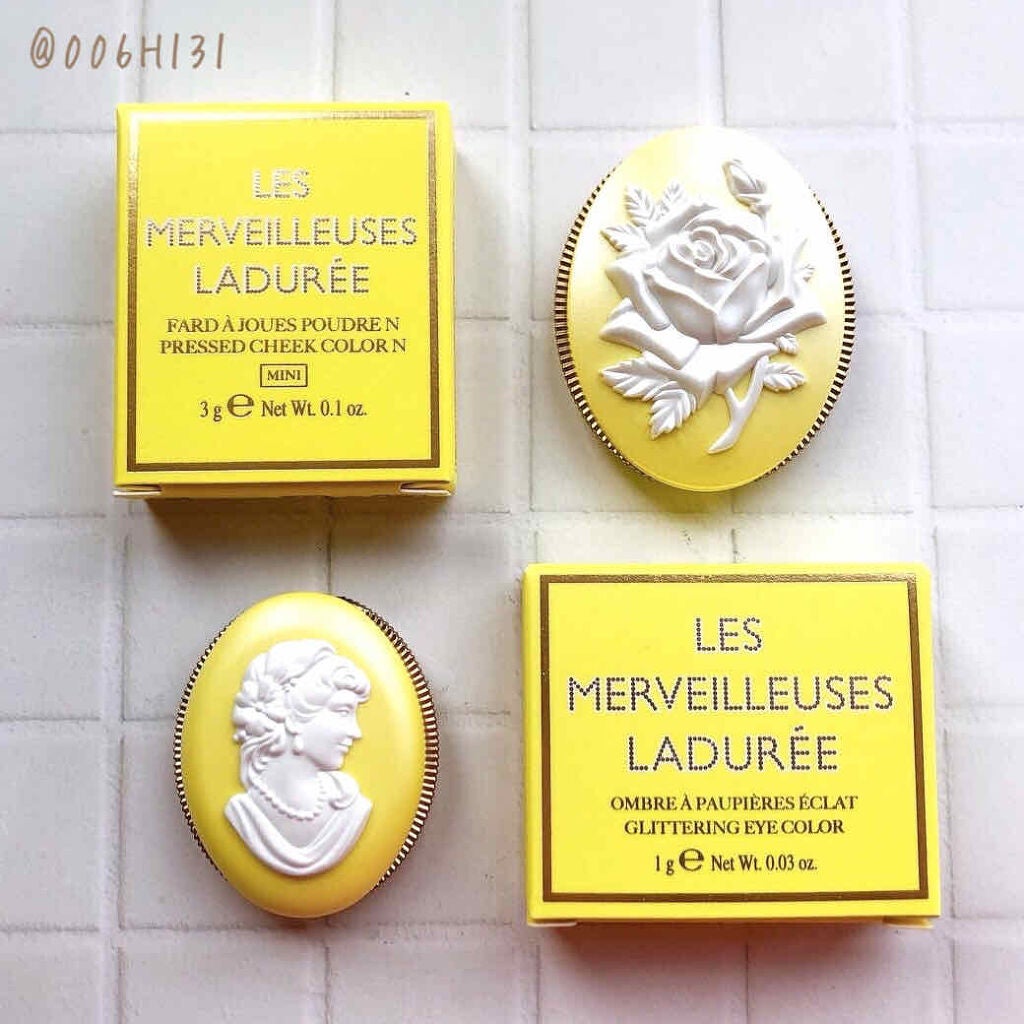 @006H131
LES
MERVEILLEUSES
LADURÉE
FARD À JOUES POUDRE N
PRESSED CHEEK COLOR N
MINI
3 g ℮ Net Wt. 0.1 oz.
LES
MERVEILLEUSES
LADURÉE
OMBRE À PAUPIÈRES ÉCLAT
GLITTERING EYE COLOR
1 g ℮ Net Wt. 0.03 oz.